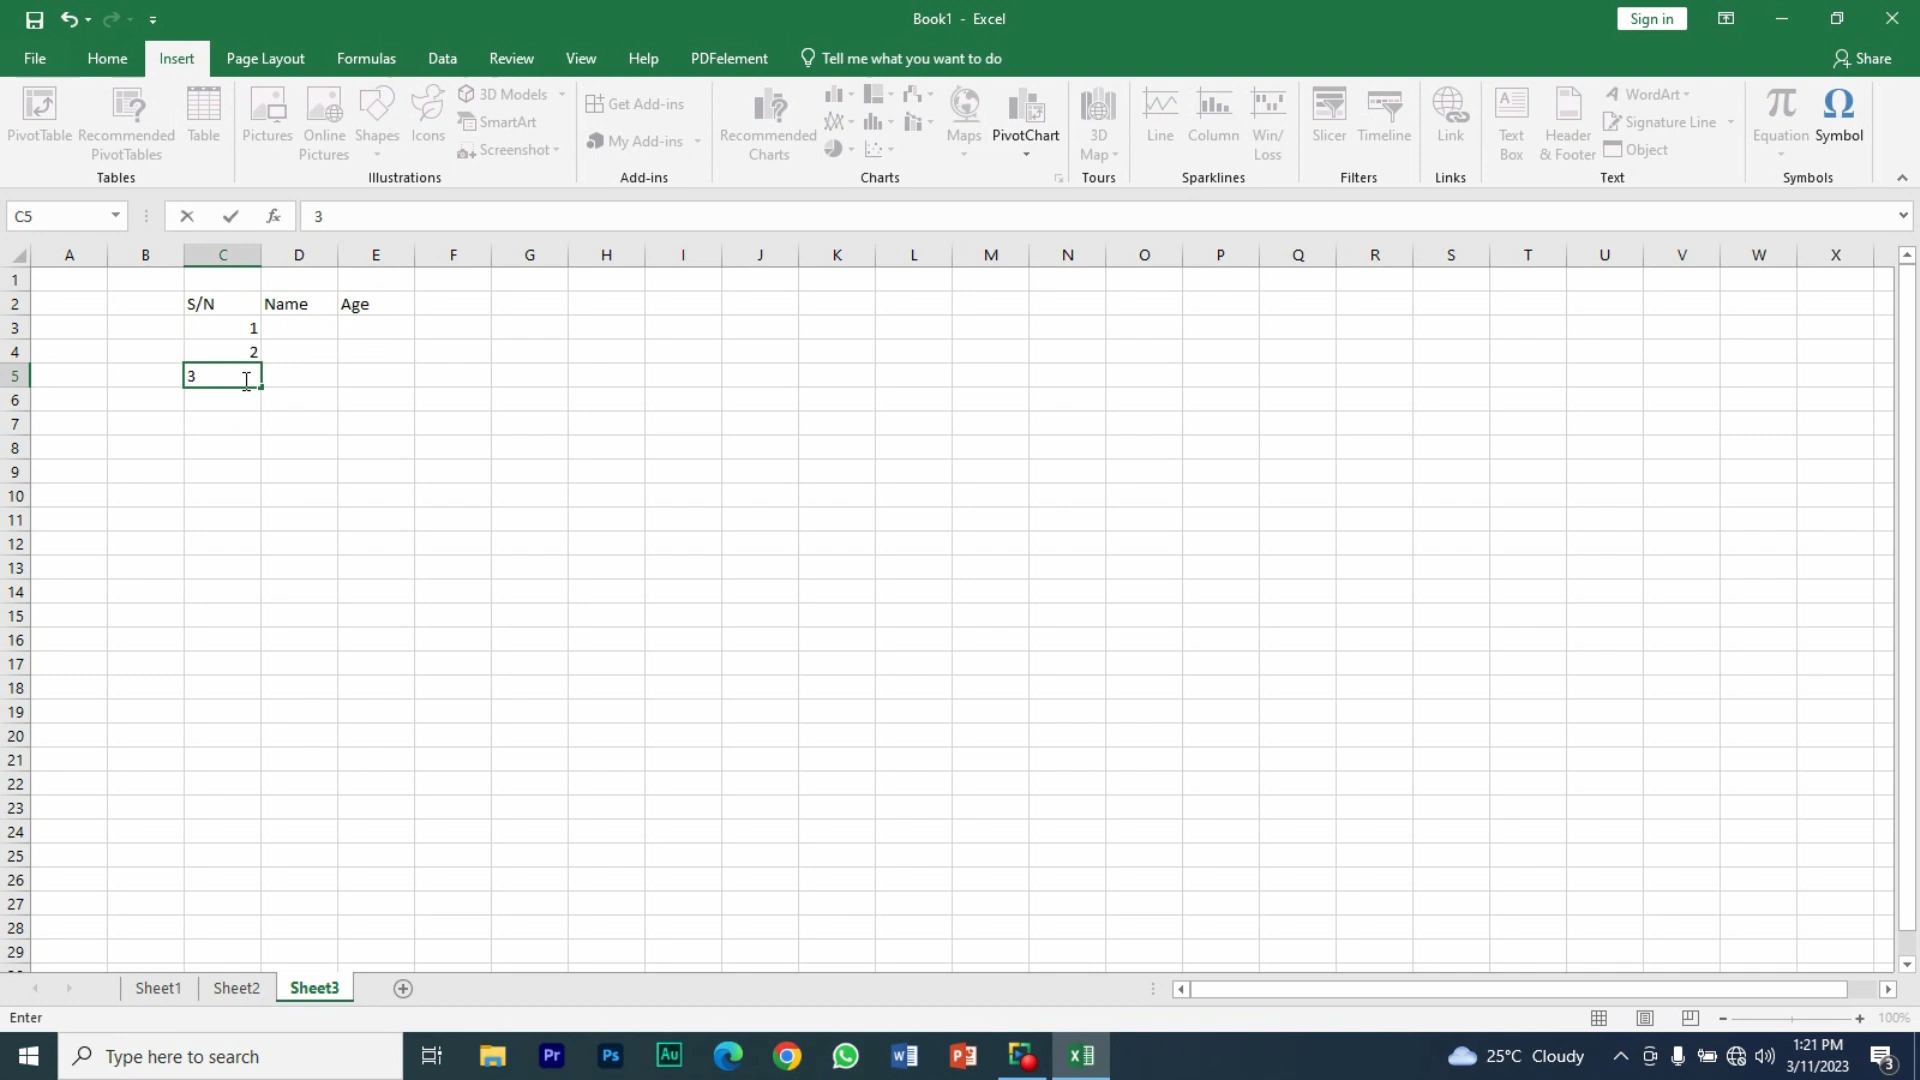 Book1 - Excel
Sign in
File
Home
Insert
Page Layout
Formulas
Data
Review
View
Help
PDFelement
Tell me what you want to do
Share
PivotTable
Recommended
PivotTables
Table
Tables
Pictures
Online
Pictures
Shapes
Icons
3D Models
SmartArt
Screenshot
Illustrations
Get Add-ins
My Add-ins
Add-ins
Recommended
Charts
Maps
PivotChart
Charts
3D
Map
Tours
Line
Column
Win/
Loss
Sparklines
Slicer
Timeline
Filters
Link
Links
Text
Box
Header
& Footer
WordArt
Signature Line
Object
Text
Equation
Symbol
Symbols
C5
fx
3
A B C D E F G H I J K L M N O P Q R S T U V W X
1
2 S/N Name Age
3 1
4 2
5 3
6
7
8
9
10
11
12
13
14
15
16
17
18
19
20
21
22
23
24
25
26
27
28
29
Sheet1 Sheet2 Sheet3
Enter
100%
Type here to search
Pr
Ps
Au
25°C Cloudy
1:21 PM
3/11/2023
3